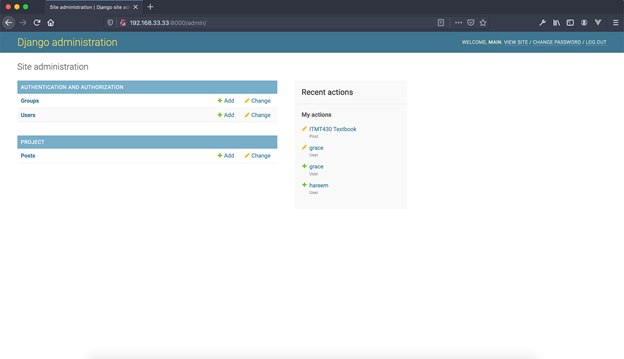 Site administration | Django site ad
192.168.33.33:8000/admin/
Django administration
WELCOME, MAIN. VIEW SITE / CHANGE PASSWORD / LOG OUT
Site administration
AUTHENTICATION AND AUTHORIZATION
Groups Add Change
Users Add Change
PROJECT
Posts Add Change
Recent actions
My actions
ITMT430 Textbook
Post
grace
User
grace
User
hareem
User